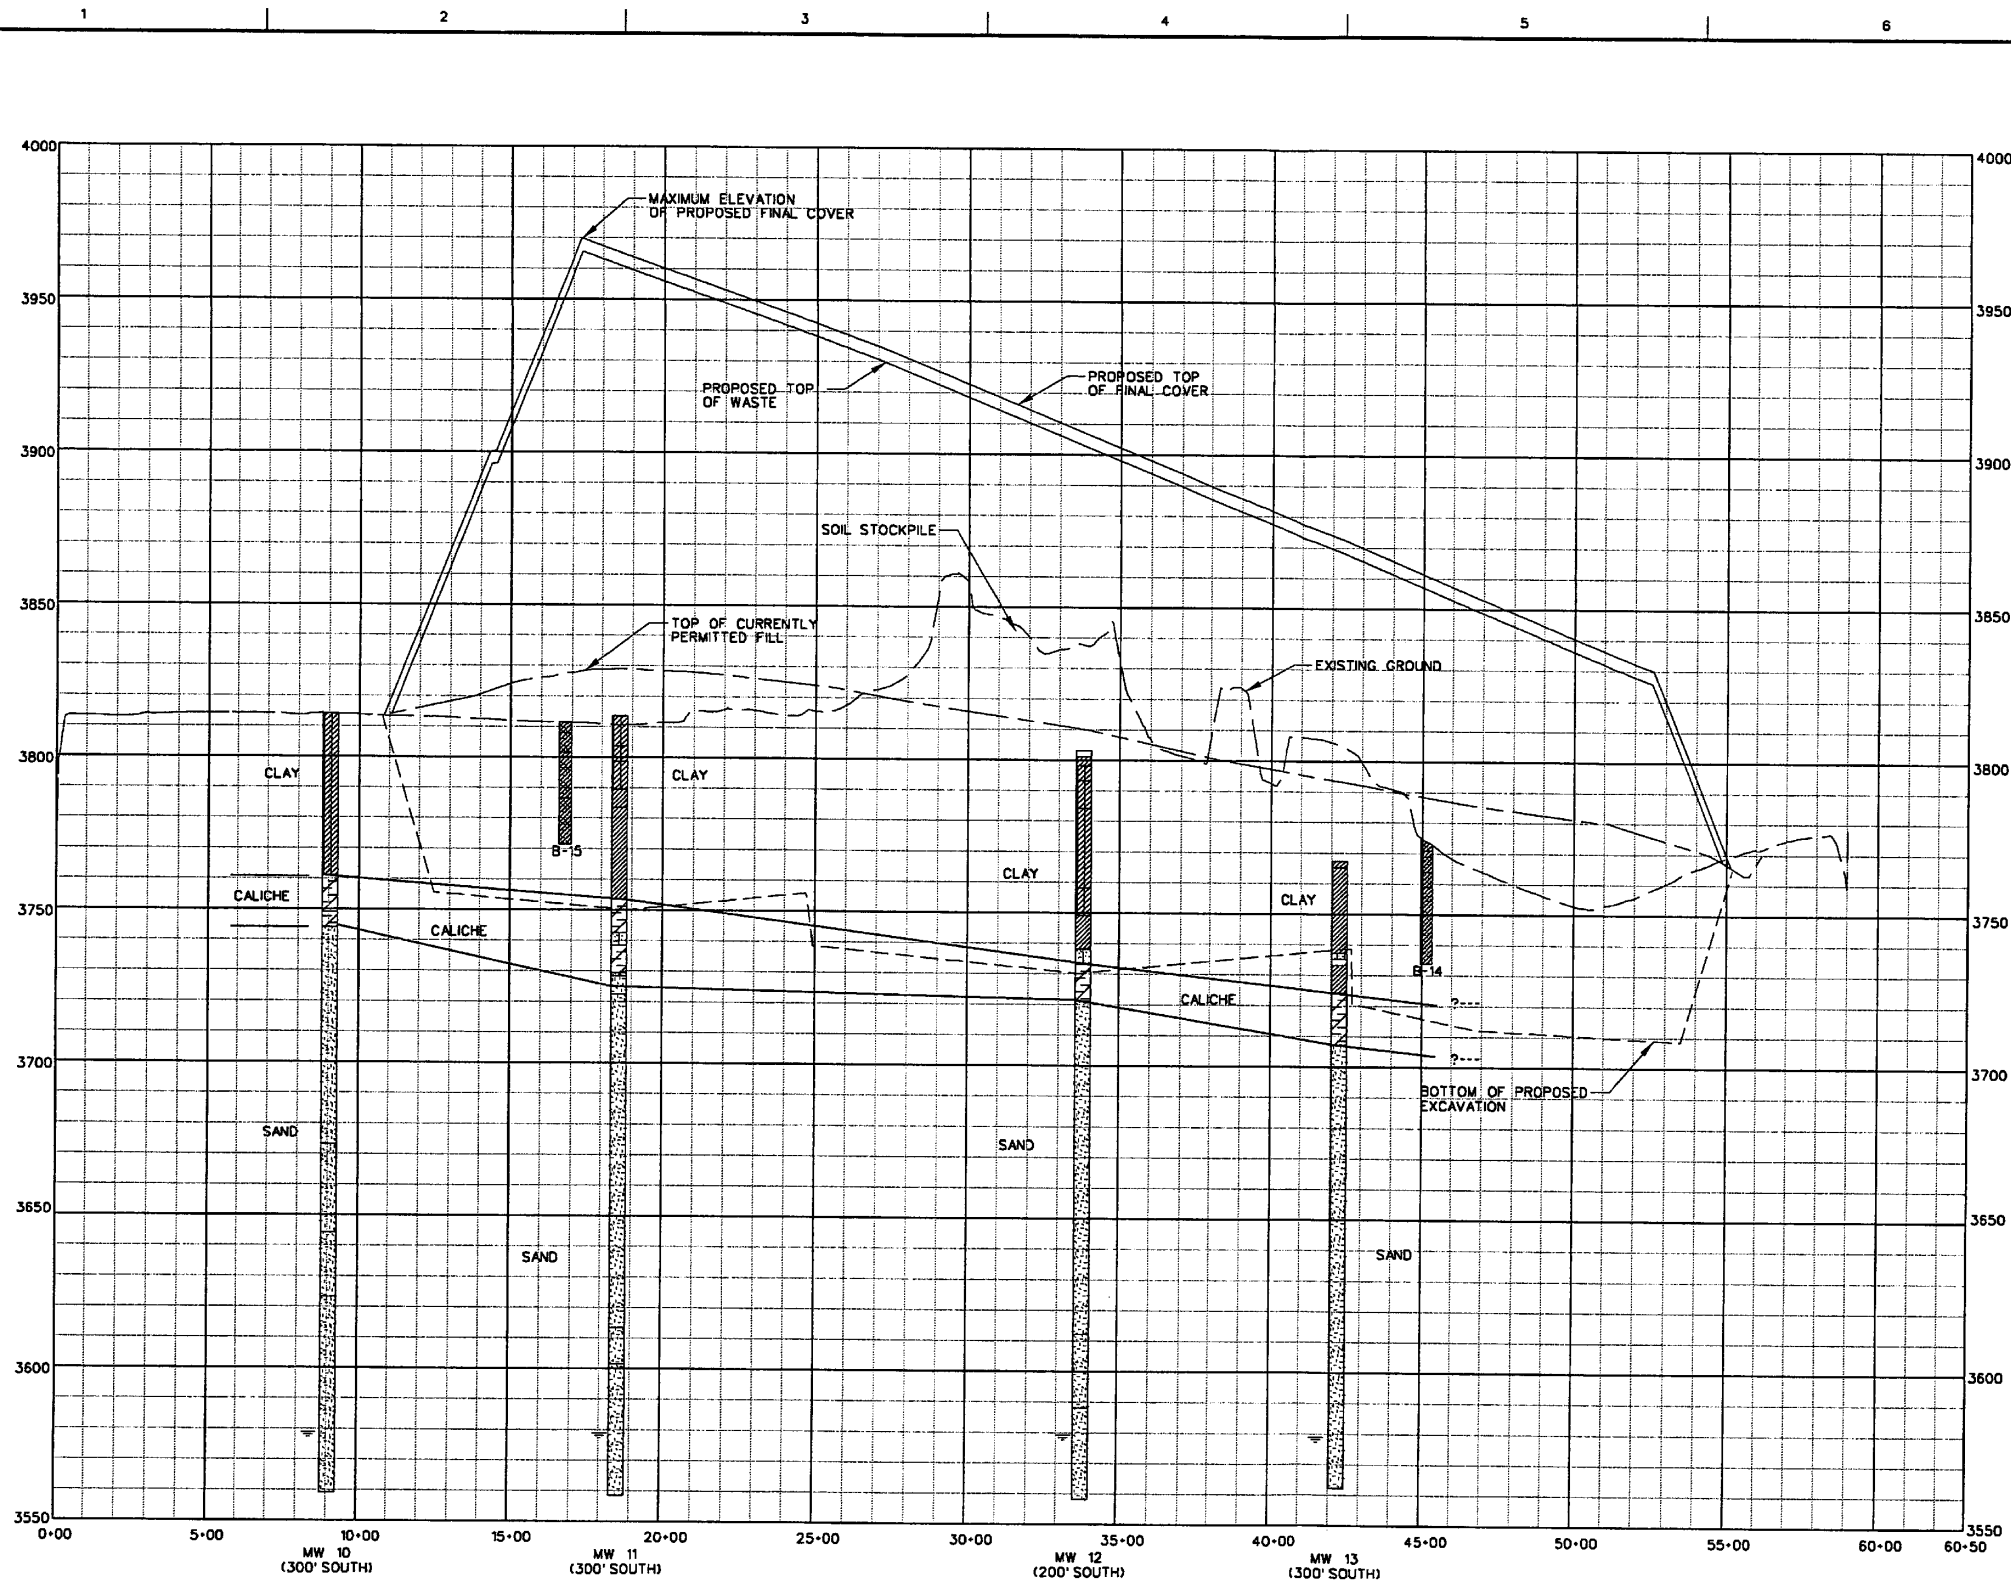 1 2 3 4 5 6
4000 4000
MAXIMUM ELEVATION
OF PROPOSED FINAL COVER
3950 3950
PROPOSED TOP
OF WASTE
PROPOSED TOP
OF FINAL COVER
3900 3900
SOIL STOCKPILE
3850 3850
TOP OF CURRENTLY
PERMITTED FILL
EXISTING GROUND
3800 3800
CLAY
CLAY
B-15
CLAY
CLAY
CALICHE
3750 3750
CALICHE
B-14
CALICHE
?---
?---
3700 3700
BOTTOM OF PROPOSED
EXCAVATION
SAND
SAND
3650 3650
SAND
SAND
3600 3600
3550 3550
0+00 5+00 10+00 15+00 20+00 25+00 30+00 35+00 40+00 45+00 50+00 55+00 60+00 60+50
MW 10
(300' SOUTH)
MW 11
(300' SOUTH)
MW 12
(200' SOUTH)
MW 13
(300' SOUTH)